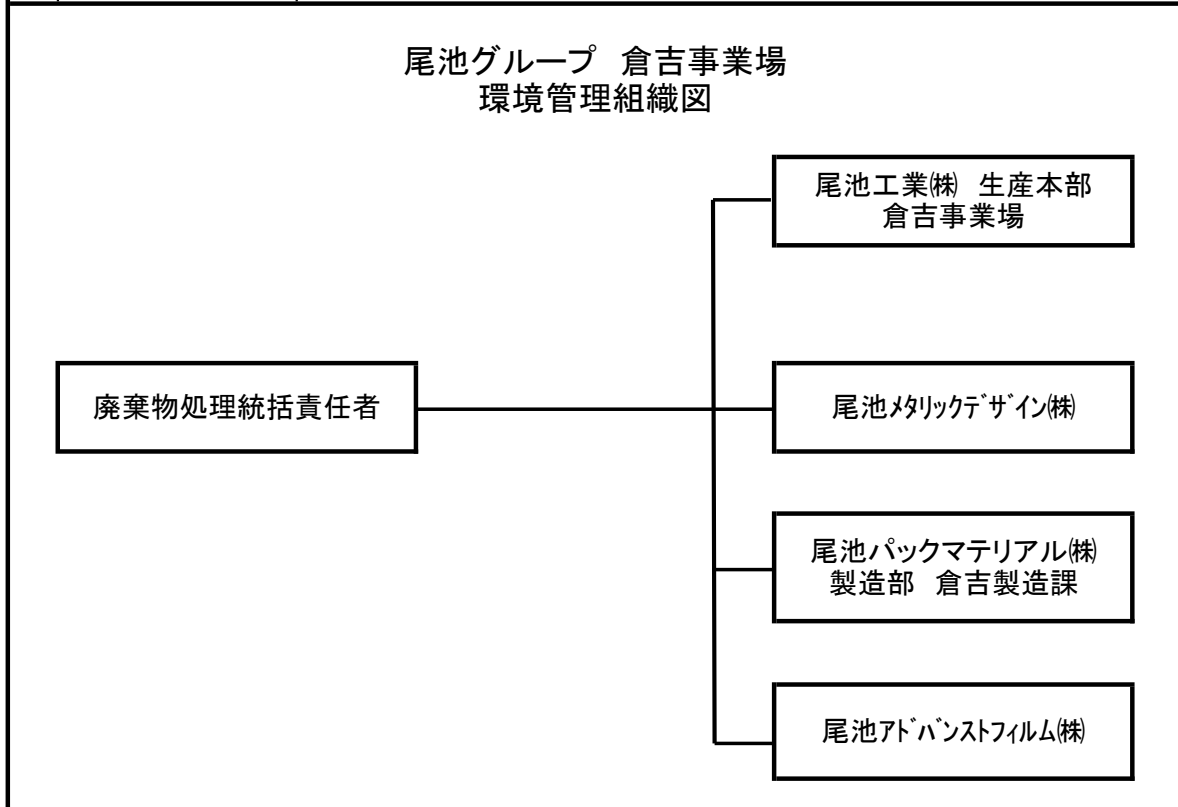 尾池グループ　倉吉事業場
環境管理組織図
尾池工業㈱　生産本部
倉吉事業場
廃棄物処理統括責任者
尾池ﾒﾀﾘｯｸﾃﾞｻﾞｲﾝ㈱
尾池パックマテリアル㈱
製造部　倉吉製造課
尾池ｱﾄﾞﾊﾞﾝｽﾄﾌｨﾙﾑ㈱